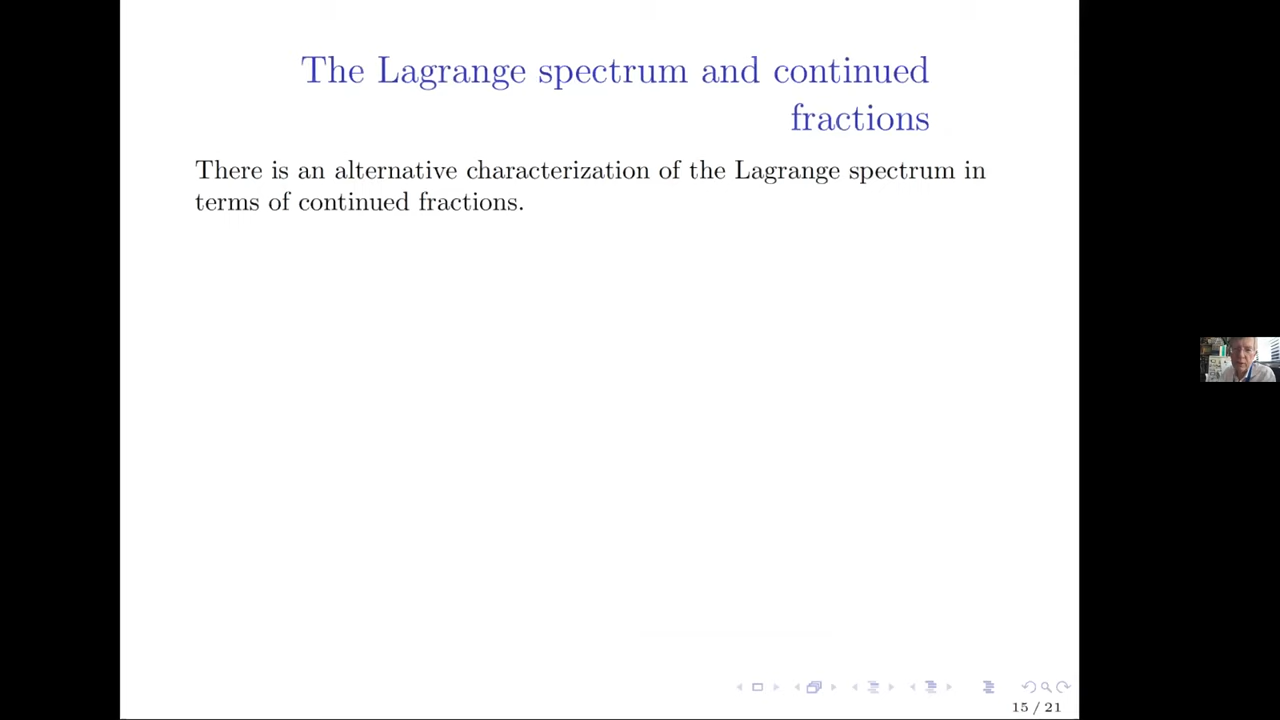 The Lagrange spectrum and continued
fractions
There is an alternative characterization of the Lagrange spectrum in
terms of continued fractions.
15 / 21